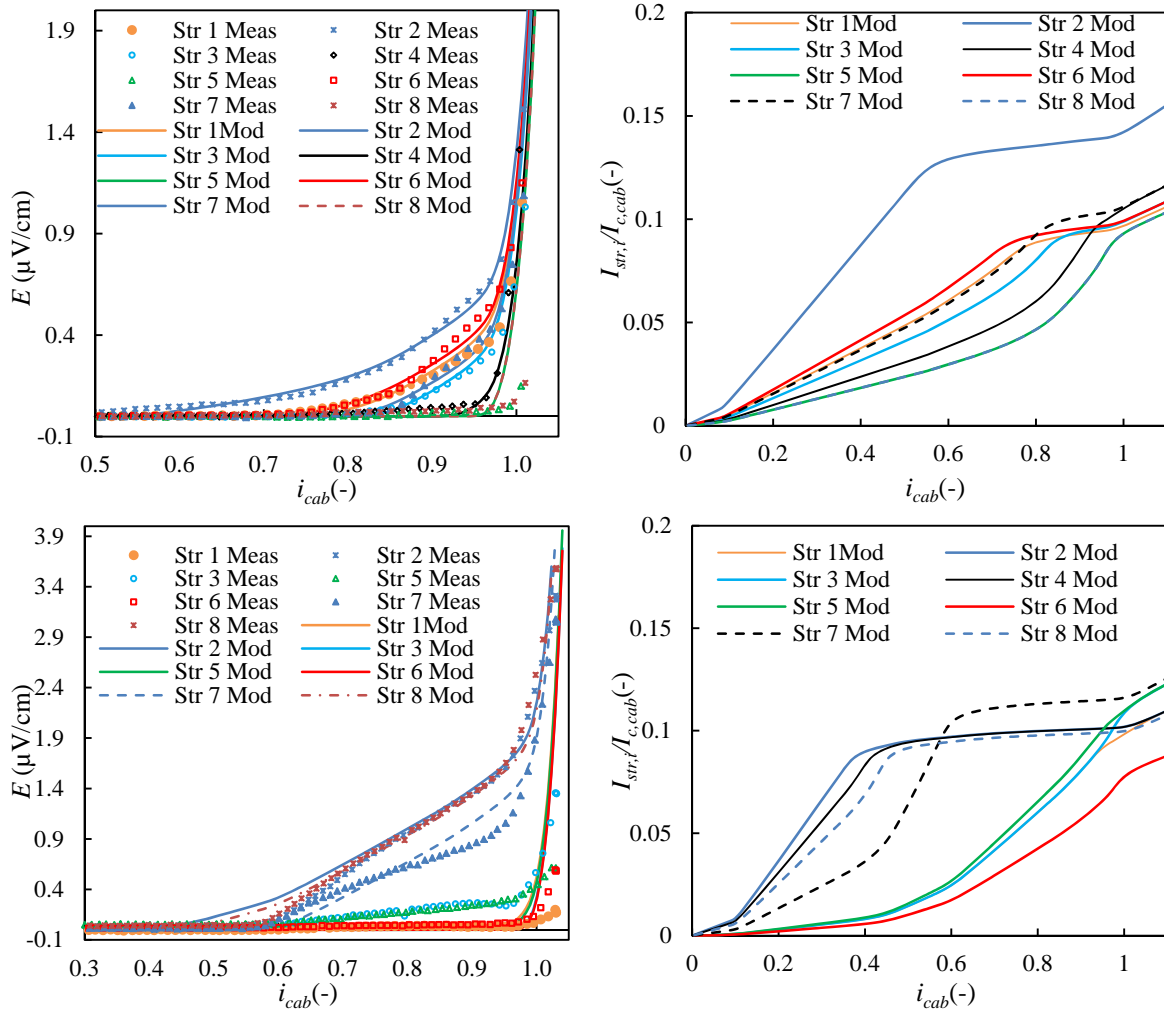 1.9
1.4
0.9
0.4
-0.1
E (µV/cm)
Str 1 Meas Str 2 Meas
Str 3 Meas Str 4 Meas
Str 5 Meas Str 6 Meas
Str 7 Meas Str 8 Meas
Str 1Mod Str 2 Mod
Str 3 Mod Str 4 Mod
Str 5 Mod Str 6 Mod
Str 7 Mod Str 8 Mod
0.5 0.6 0.7 0.8 0.9 1.0
i_cab(-)
0.2
0.15
0.1
0.05
0
I_str,i/I_c,cab(-)
Str 1Mod Str 2 Mod
Str 3 Mod Str 4 Mod
Str 5 Mod Str 6 Mod
Str 7 Mod Str 8 Mod
0 0.2 0.4 0.6 0.8 1
i_cab(-)
3.9
3.4
2.9
2.4
1.9
1.4
0.9
0.4
-0.1
E (µV/cm)
Str 1 Meas Str 2 Meas
Str 3 Meas Str 5 Meas
Str 6 Meas Str 7 Meas
Str 8 Meas Str 1Mod
Str 2 Mod Str 3 Mod
Str 5 Mod Str 6 Mod
Str 7 Mod Str 8 Mod
0.3 0.4 0.5 0.6 0.7 0.8 0.9 1.0
i_cab(-)
0.2
0.15
0.1
0.05
0
I_str,i/I_c,cab(-)
Str 1Mod Str 2 Mod
Str 3 Mod Str 4 Mod
Str 5 Mod Str 6 Mod
Str 7 Mod Str 8 Mod
0 0.2 0.4 0.6 0.8 1
i_cab(-)